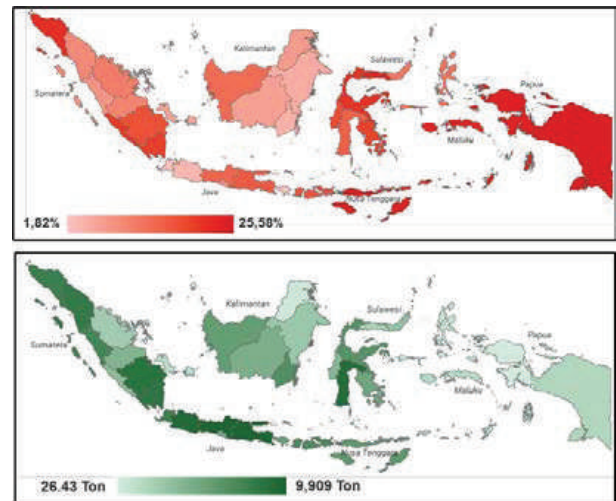 Kalimantan
Sulawesi
Papua
Sumatera
Maluku
Java
Nusa Tenggara
1,82%
25,58%
Kalimantan
Sulawesi
Papua
Sumatera
Maluku
Java
Nusa Tenggara
26.43 Ton
9,909 Ton